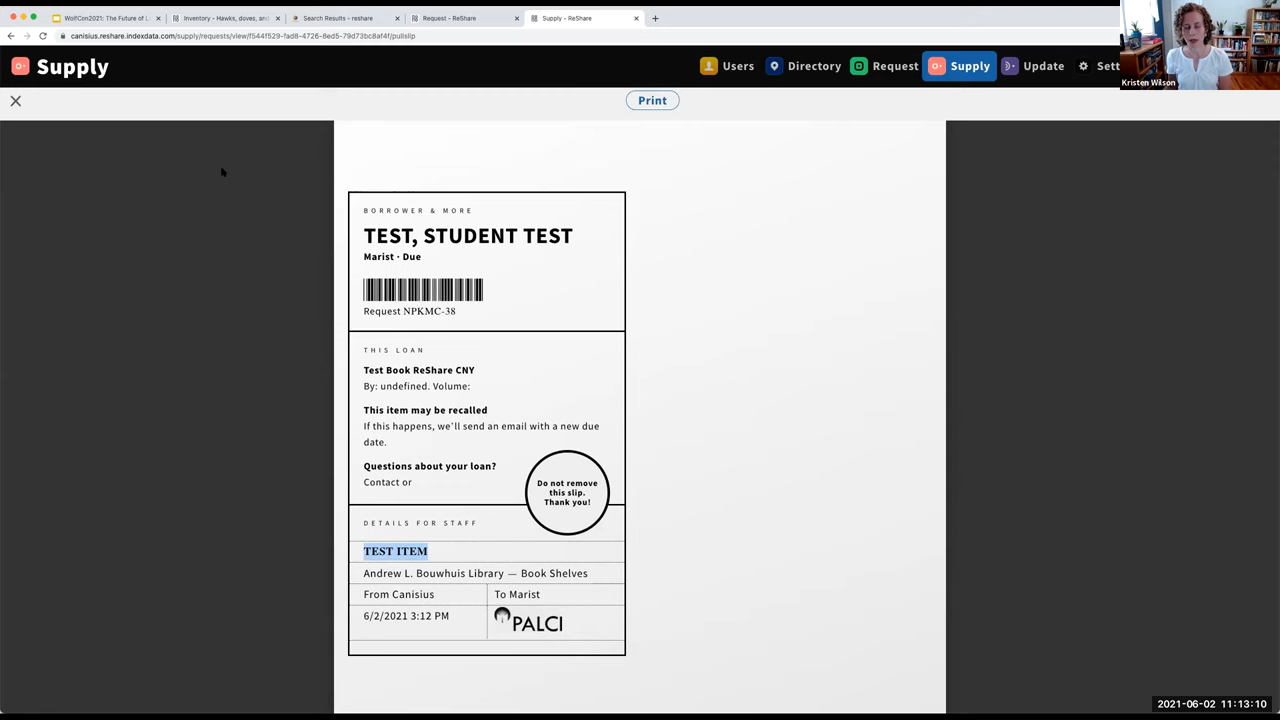 WolfCon2021: The Future of L
Inventory - Hawks, doves, and
Search Results - reshare
Request - ReShare
Supply - ReShare
canisius.reshare.indexdata.com/supply/requests/view/f544f529-fad8-4726-8ed5-79d73bc8af4f/pullslip
Supply
Users
Directory
Request
Supply
Update
Sett
Kristen Wilson
Print
BORROWER & MORE
TEST, STUDENT TEST
Marist · Due
Request NPKMC-38
THIS LOAN
Test Book ReShare CNY
By: undefined. Volume:
This item may be recalled
If this happens, we'll send an email with a new due
date.
Questions about your loan?
Contact or
Do not remove
this slip.
Thank you!
DETAILS FOR STAFF
TEST ITEM
Andrew L. Bouwhuis Library — Book Shelves
From Canisius
To Marist
6/2/2021 3:12 PM
PALCI
2021-06-02 11:13:10